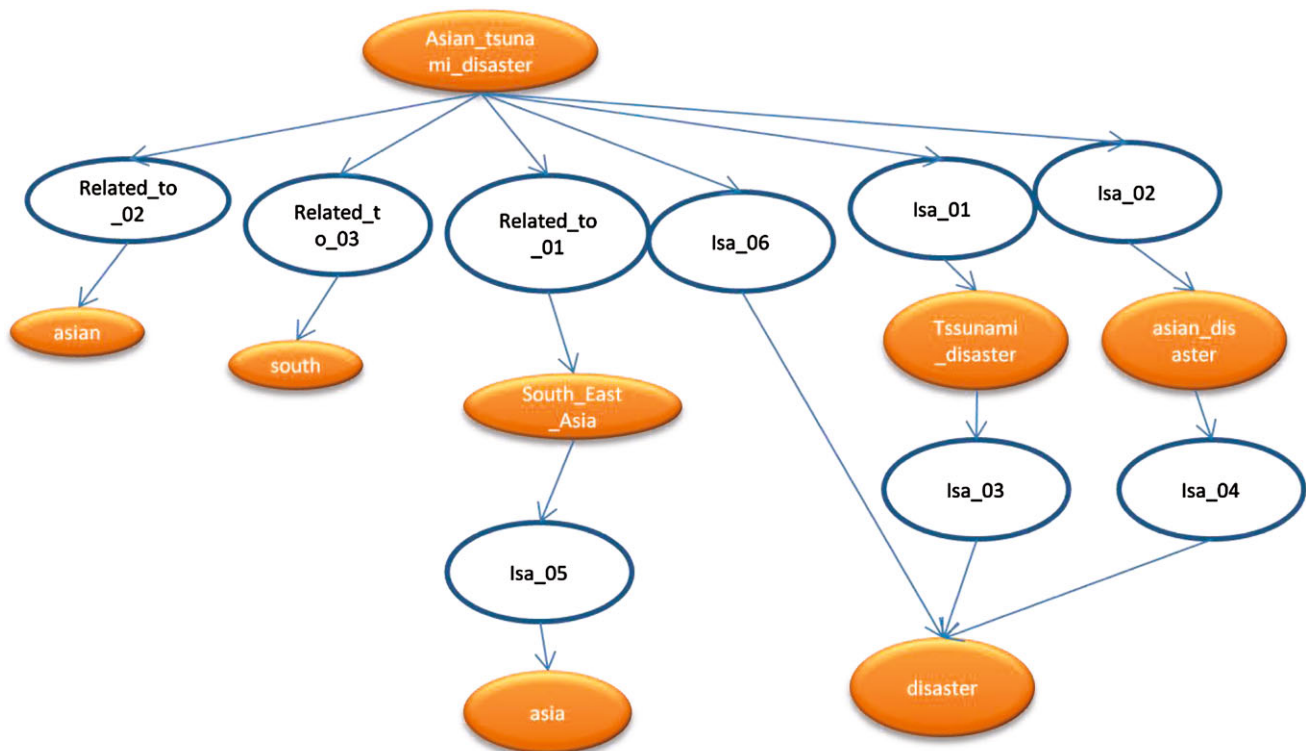 Asian_tsuna
mi_disaster
Related_to
_02
Related_t
o_03
Related_to
_01
Isa_06
Isa_01
Isa_02
asian
south
South_East
_Asia
Tssunami
_disaster
asian_dis
aster
Isa_03
Isa_04
Isa_05
asia
disaster